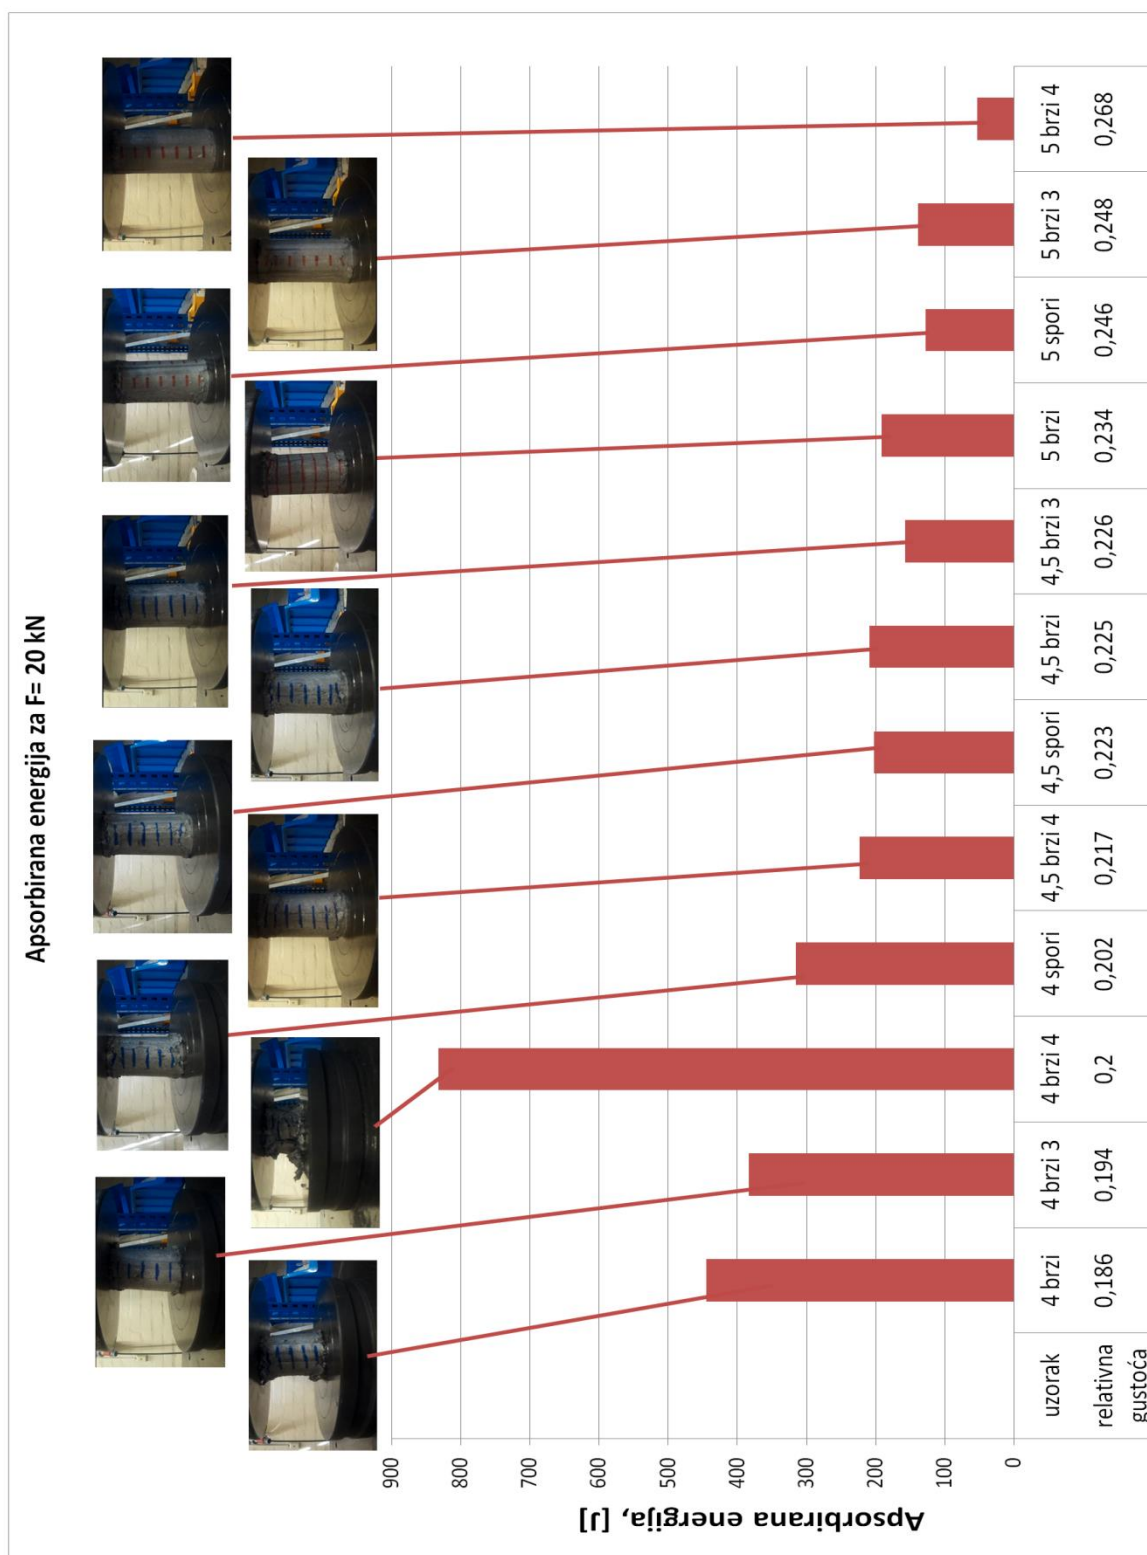 Apsorbirana energija za F= 20 kN
Apsorbirana energija, [J]
900
800
700
600
500
400
300
200
100
0
uzorak 4 brzi 4 brzi 3 4 brzi 4 4 spori 4,5 brzi 4 4,5 spori 4,5 brzi 4,5 brzi 3 5 brzi 5 spori 5 brzi 3 5 brzi 4
relativna 0,186 0,194 0,2 0,202 0,217 0,223 0,225 0,226 0,234 0,246 0,248 0,268
gustoća